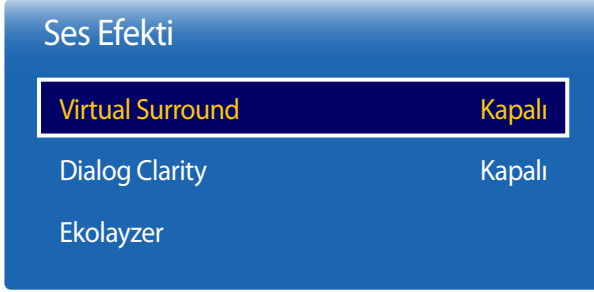 Ses Efekti
Virtual Surround Kapalı
Dialog Clarity Kapalı
Ekolayzer